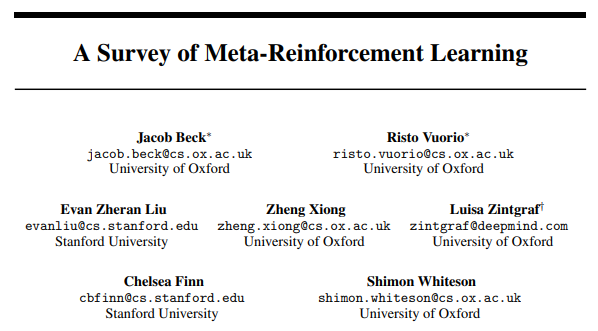 A Survey of Meta-Reinforcement Learning
Jacob Beck* Risto Vuorio*
jacob.beck@cs.ox.ac.uk risto.vuorio@cs.ox.ac.uk
University of Oxford University of Oxford
Evan Zheran Liu Zheng Xiong Luisa Zintgraf†
evanliu@cs.stanford.edu zheng.xiong@cs.ox.ac.uk zintgraf@deepmind.com
Stanford University University of Oxford University of Oxford
Chelsea Finn Shimon Whiteson
cbfinn@cs.stanford.edu shimon.whiteson@cs.ox.ac.uk
Stanford University University of Oxford